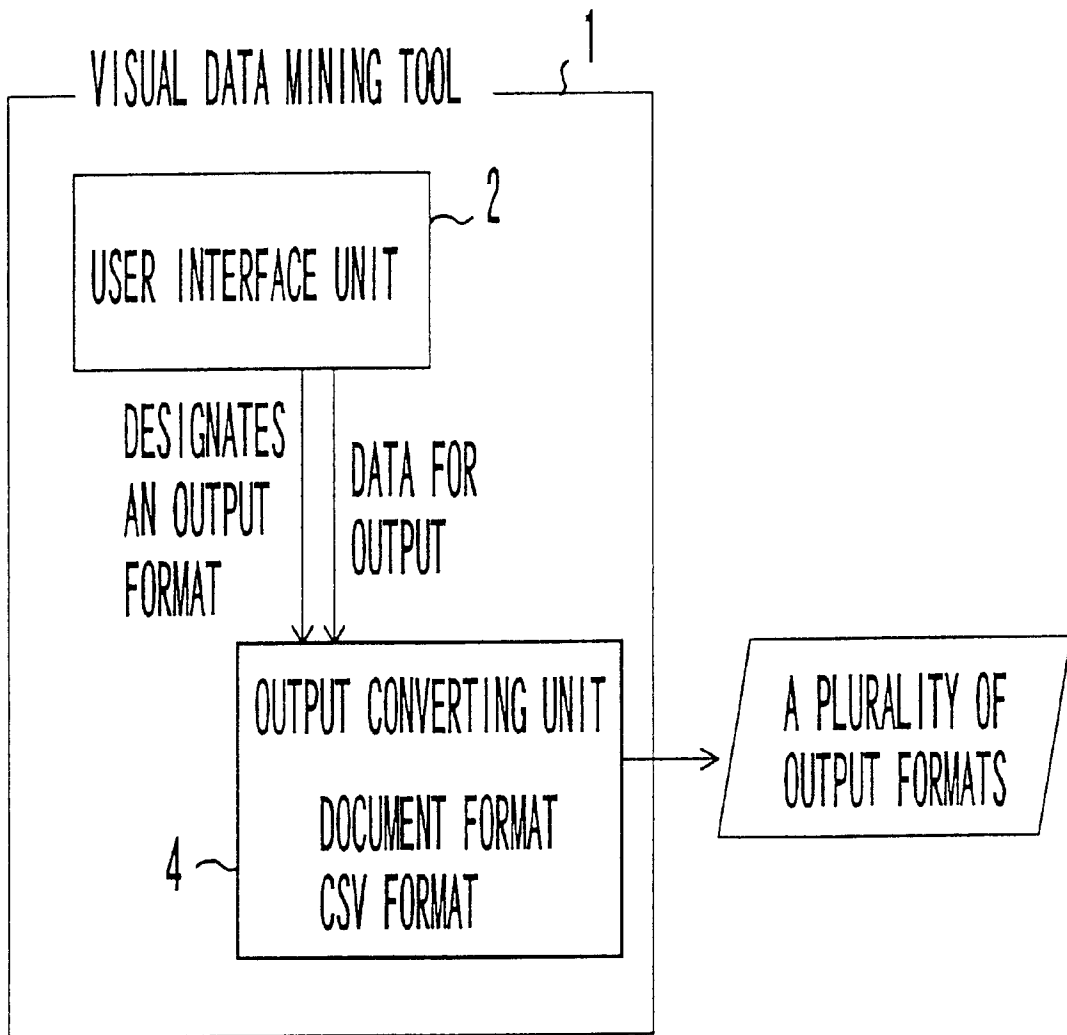 1
VISUAL DATA MINING TOOL
2
USER INTERFACE UNIT
DESIGNATES
AN OUTPUT
FORMAT
DATA FOR
OUTPUT
OUTPUT CONVERTING UNIT
DOCUMENT FORMAT
CSV FORMAT
4
A PLURALITY OF
OUTPUT FORMATS